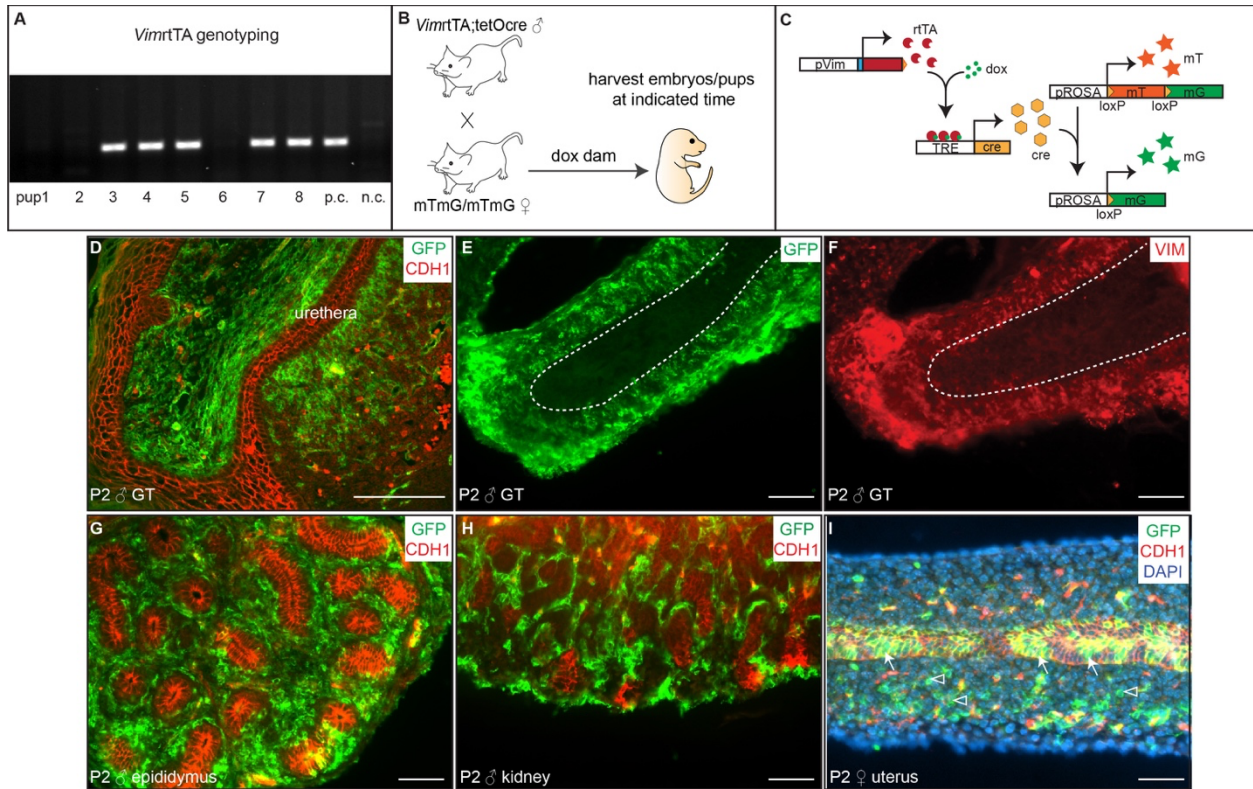 A
VimrtTA genotyping
pup1 2 3 4 5 6 7 8 p.c. n.c.
B
VimrtTA;tetOcre ♂
X
mTmG/mTmG ♀
dox dam
harvest embryos/pups
at indicated time
C
rtTA
pVim
dox
TRE
cre
cre
mT
pROSA
mT
mG
loxP
loxP
mG
pROSA
mG
loxP
D
GFP
CDH1
urethera
P2 ♂ GT
E
GFP
P2 ♂ GT
F
VIM
P2 ♂ GT
G
GFP
CDH1
P2 ♂ epididymus
H
GFP
CDH1
P2 ♂ kidney
I
GFP
CDH1
DAPI
P2 ♀ uterus